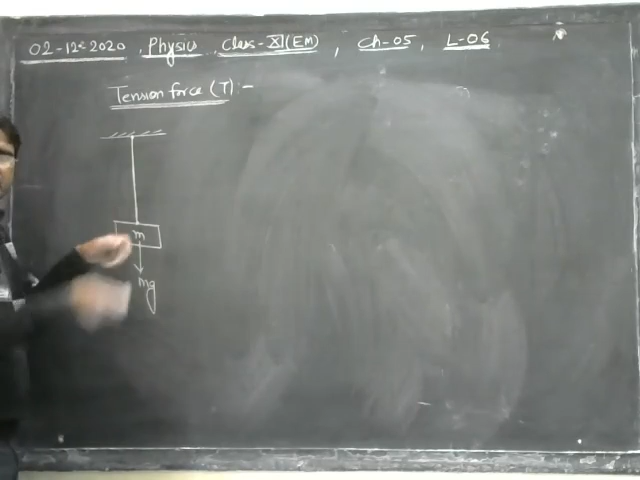 02-12-2020, Physics, Class-XI(EM), Ch-05, L-06
Tension force (T):-
m
mg